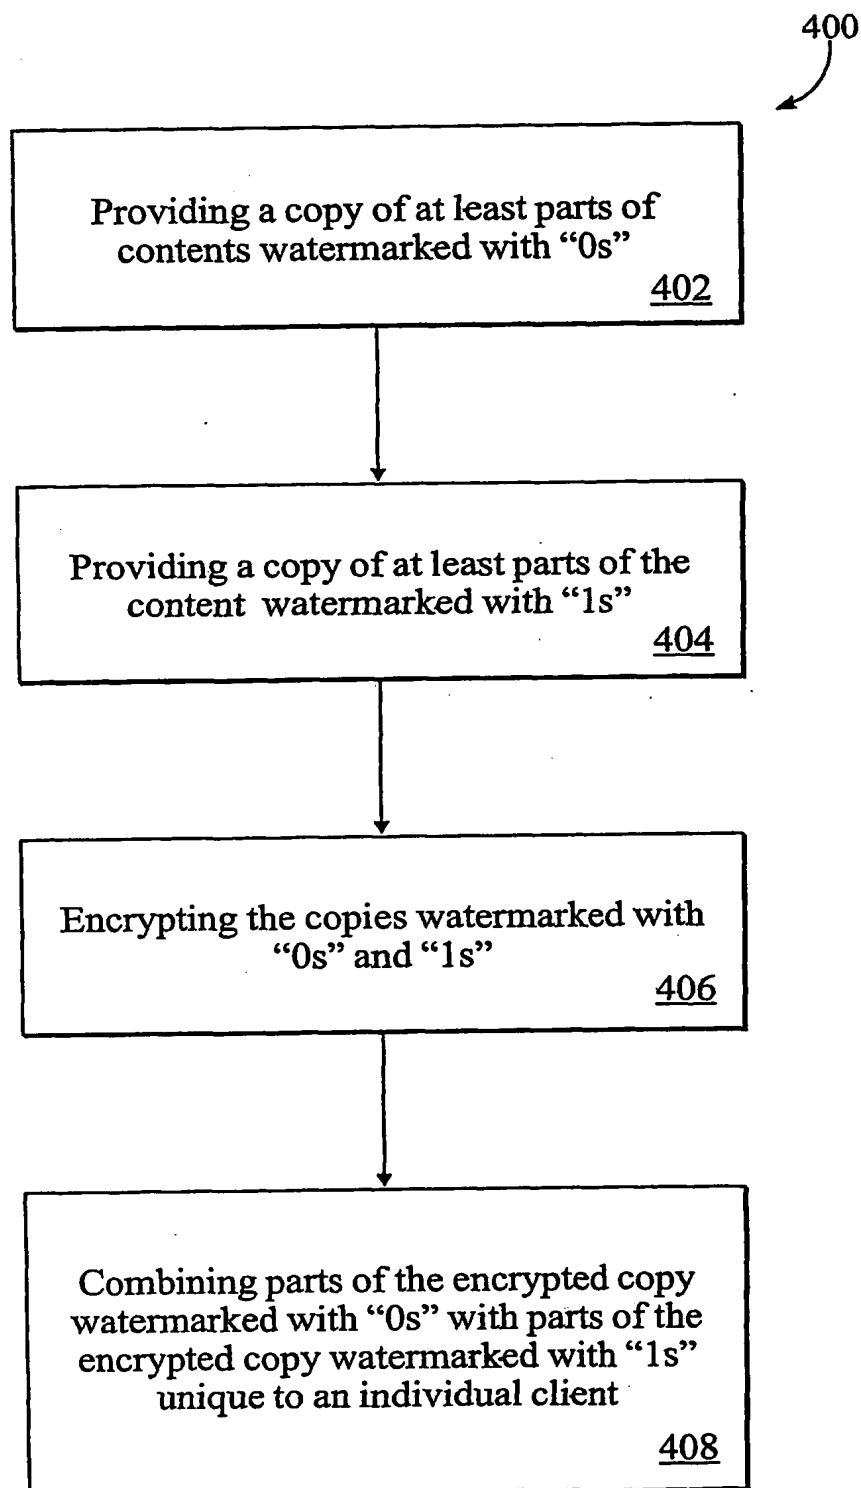 400
Providing a copy of at least parts of
contents watermarked with “0s”
402
Providing a copy of at least parts of the
content watermarked with “1s”
404
Encrypting the copies watermarked with
“0s” and “1s”
406
Combining parts of the encrypted copy
watermarked with “0s” with parts of the
encrypted copy watermarked with “1s”
unique to an individual client
408